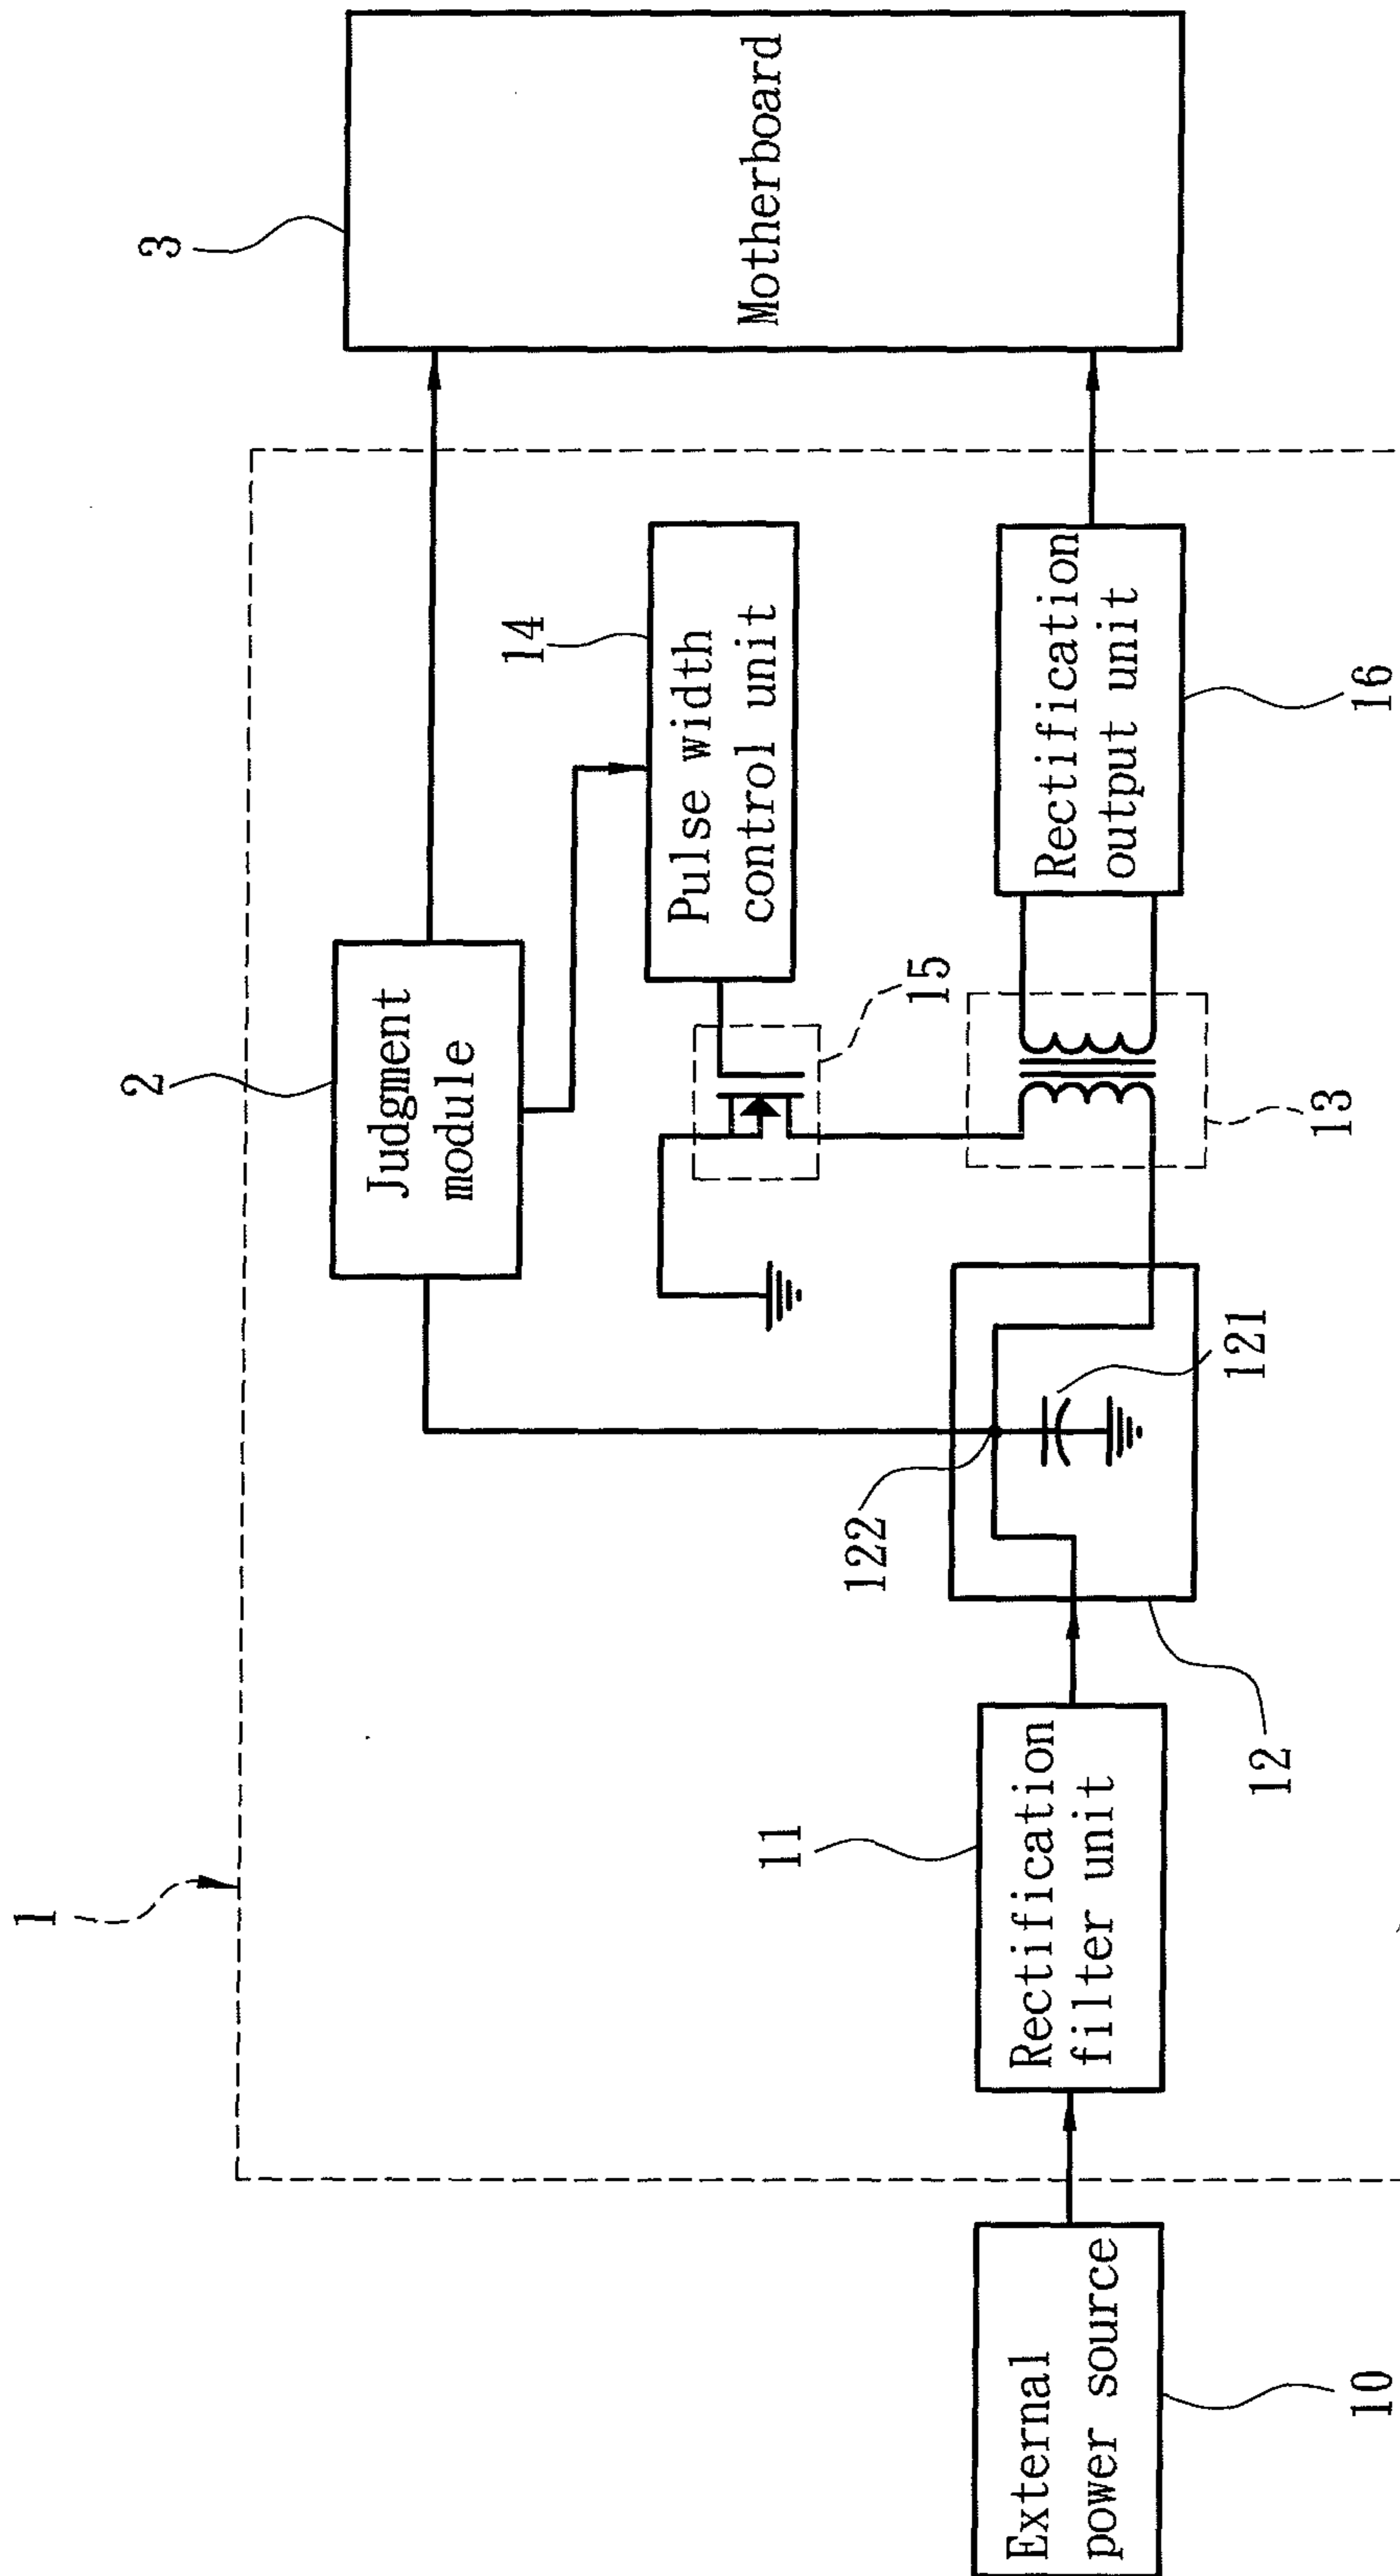 1
2
3
Judgment
module
14
Pulse width
control unit
Motherboard
15
122
121
11
External
power source
Rectification
filter unit
Rectification
output unit
10
12
13
16